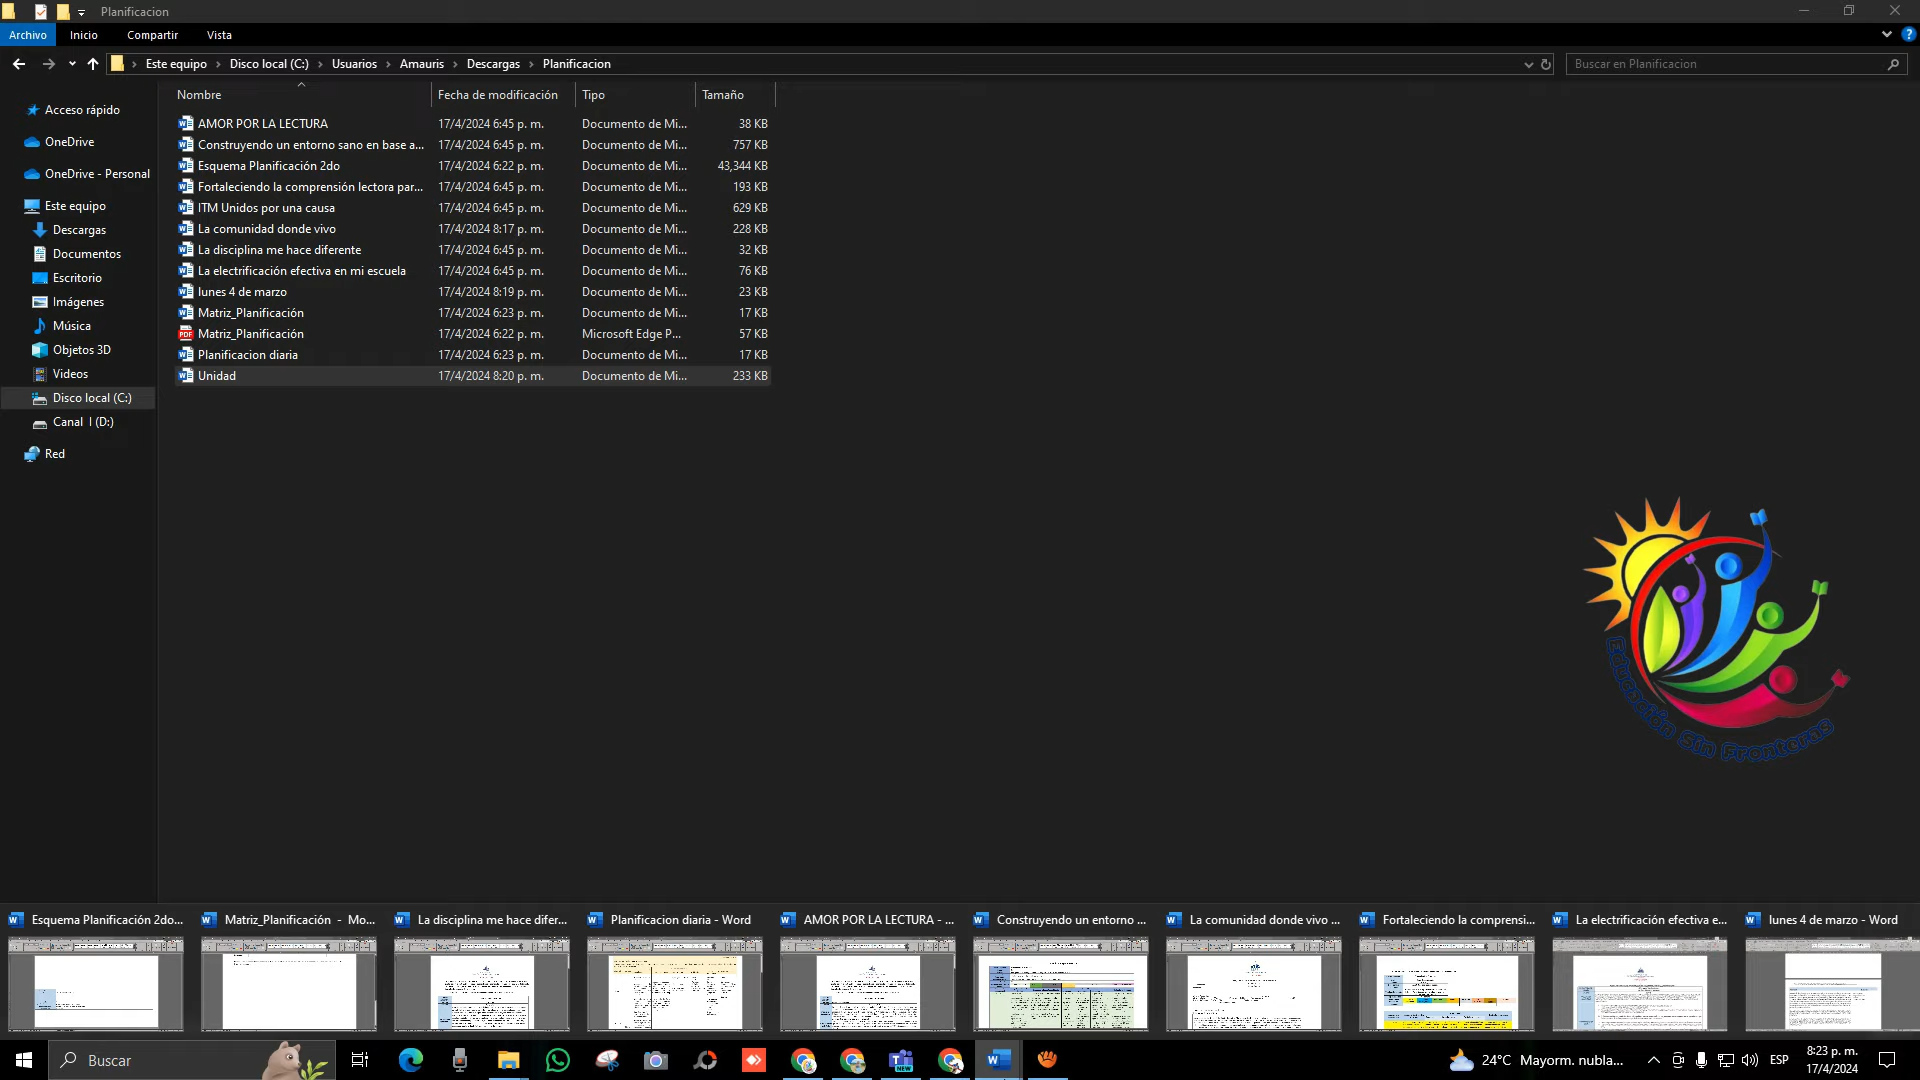 Planificacion
Archivo Inicio Compartir Vista
Este equipo Disco local (C:) Usuarios Amauris Descargas Planificacion
Buscar en Planificacion
Nombre Fecha de modificación Tipo Tamaño
Acceso rápido
OneDrive
OneDrive - Personal
Este equipo
Descargas
Documentos
Escritorio
Imágenes
Música
Objetos 3D
Videos
Disco local (C:)
Canal I (D:)
Red
AMOR POR LA LECTURA 17/4/2024 6:45 p. m. Documento de Mi... 38 KB
Construyendo un entorno sano en base a... 17/4/2024 6:45 p. m. Documento de Mi... 757 KB
Esquema Planificación 2do 17/4/2024 6:22 p. m. Documento de Mi... 43,344 KB
Fortaleciendo la comprensión lectora par... 17/4/2024 6:45 p. m. Documento de Mi... 193 KB
ITM Unidos por una causa 17/4/2024 6:45 p. m. Documento de Mi... 629 KB
La comunidad donde vivo 17/4/2024 8:17 p. m. Documento de Mi... 228 KB
La disciplina me hace diferente 17/4/2024 6:45 p. m. Documento de Mi... 32 KB
La electrificación efectiva en mi escuela 17/4/2024 6:45 p. m. Documento de Mi... 76 KB
lunes 4 de marzo 17/4/2024 8:19 p. m. Documento de Mi... 23 KB
Matriz_Planificación 17/4/2024 6:23 p. m. Documento de Mi... 17 KB
Matriz_Planificación 17/4/2024 6:22 p. m. Microsoft Edge P... 57 KB
Planificacion diaria 17/4/2024 6:23 p. m. Documento de Mi... 17 KB
Unidad 17/4/2024 8:20 p. m. Documento de Mi... 233 KB
Educación Sin Fronteras
Esquema Planificación 2do... Matriz_Planificación - Mo... La disciplina me hace difer... Planificacion diaria - Word AMOR POR LA LECTURA - ... Construyendo un entorno ... La comunidad donde vivo ... Fortaleciendo la comprensi... La electrificación efectiva e... lunes 4 de marzo - Word
Buscar
NEW
24°C Mayorm. nubla...
ESP
8:23 p. m.
17/4/2024